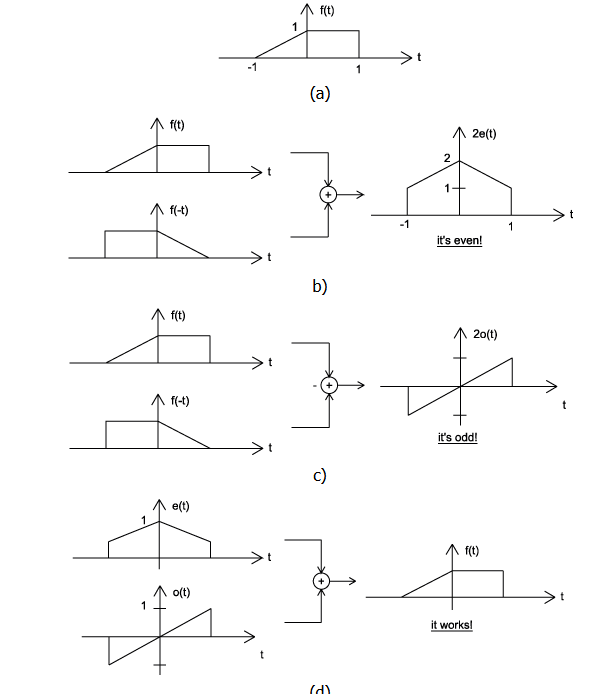 f(t)
1
t
-1
1
(a)
f(t)
t
f(-t)
t
+
2e(t)
2
1
t
-1
1
it's even!
b)
f(t)
t
f(-t)
t
-
+
2o(t)
t
it's odd!
c)
e(t)
1
t
o(t)
1
t
+
f(t)
t
it works!
(d)